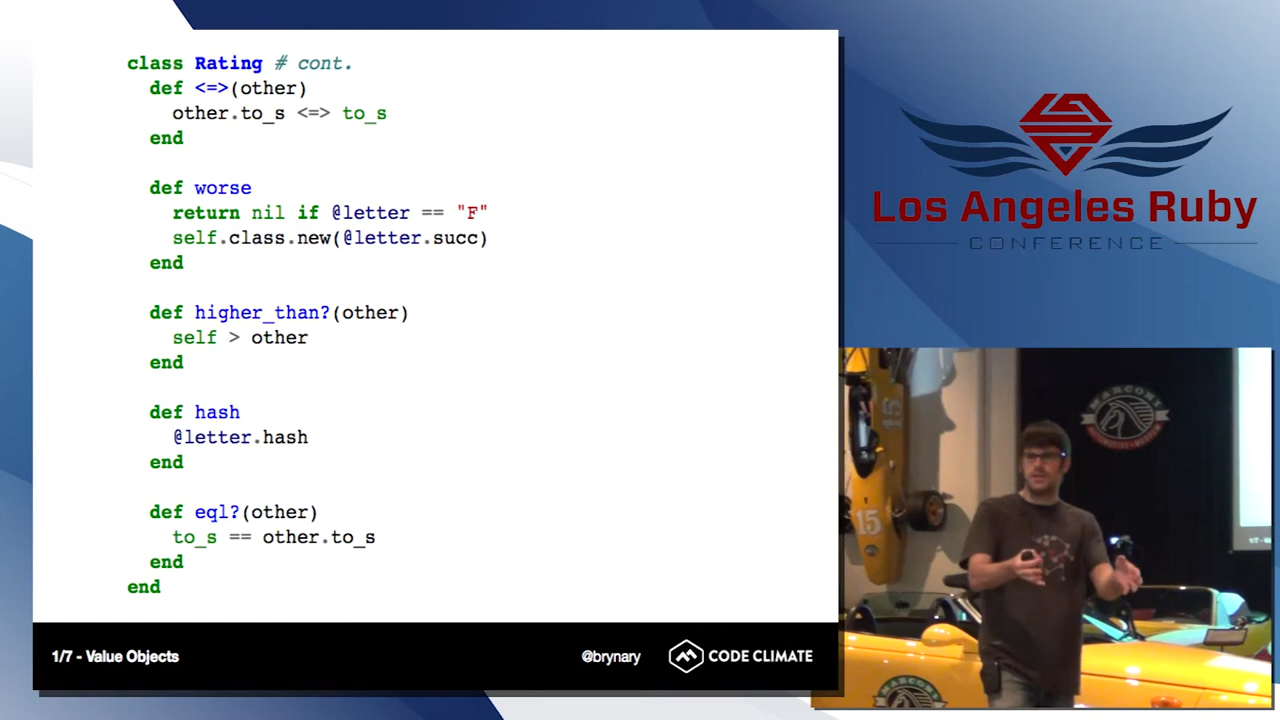 class Rating # cont.
  def <=>(other)
    other.to_s <=> to_s
  end

  def worse
    return nil if @letter == "F"
    self.class.new(@letter.succ)
  end

  def higher_than?(other)
    self > other
  end

  def hash
    @letter.hash
  end

  def eql?(other)
    to_s == other.to_s
  end
end
1/7 - Value Objects
@brynary
CODE CLIMATE
Los Angeles Ruby
CONFERENCE
MARCONI
15
15